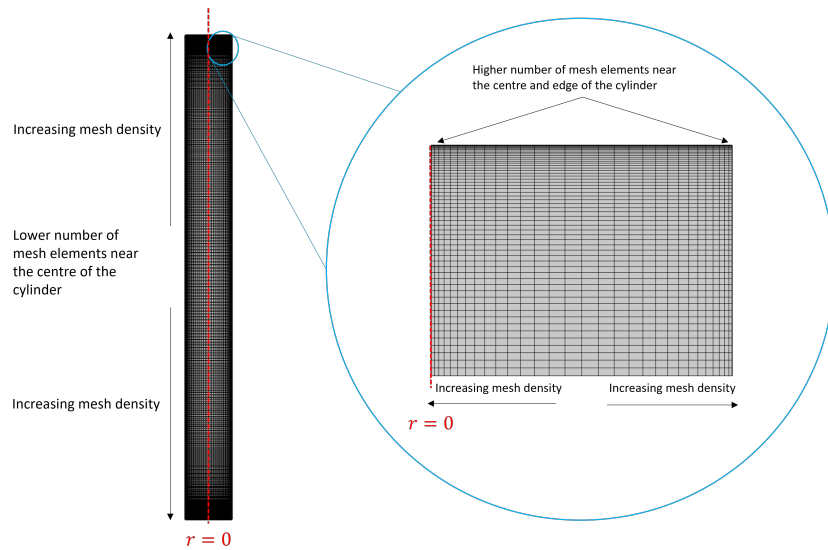 Increasing mesh density
Lower number of
mesh elements near
the centre of the
cylinder
Increasing mesh density
r = 0
Higher number of mesh elements near
the centre and edge of the cylinder
Increasing mesh density
Increasing mesh density
r = 0